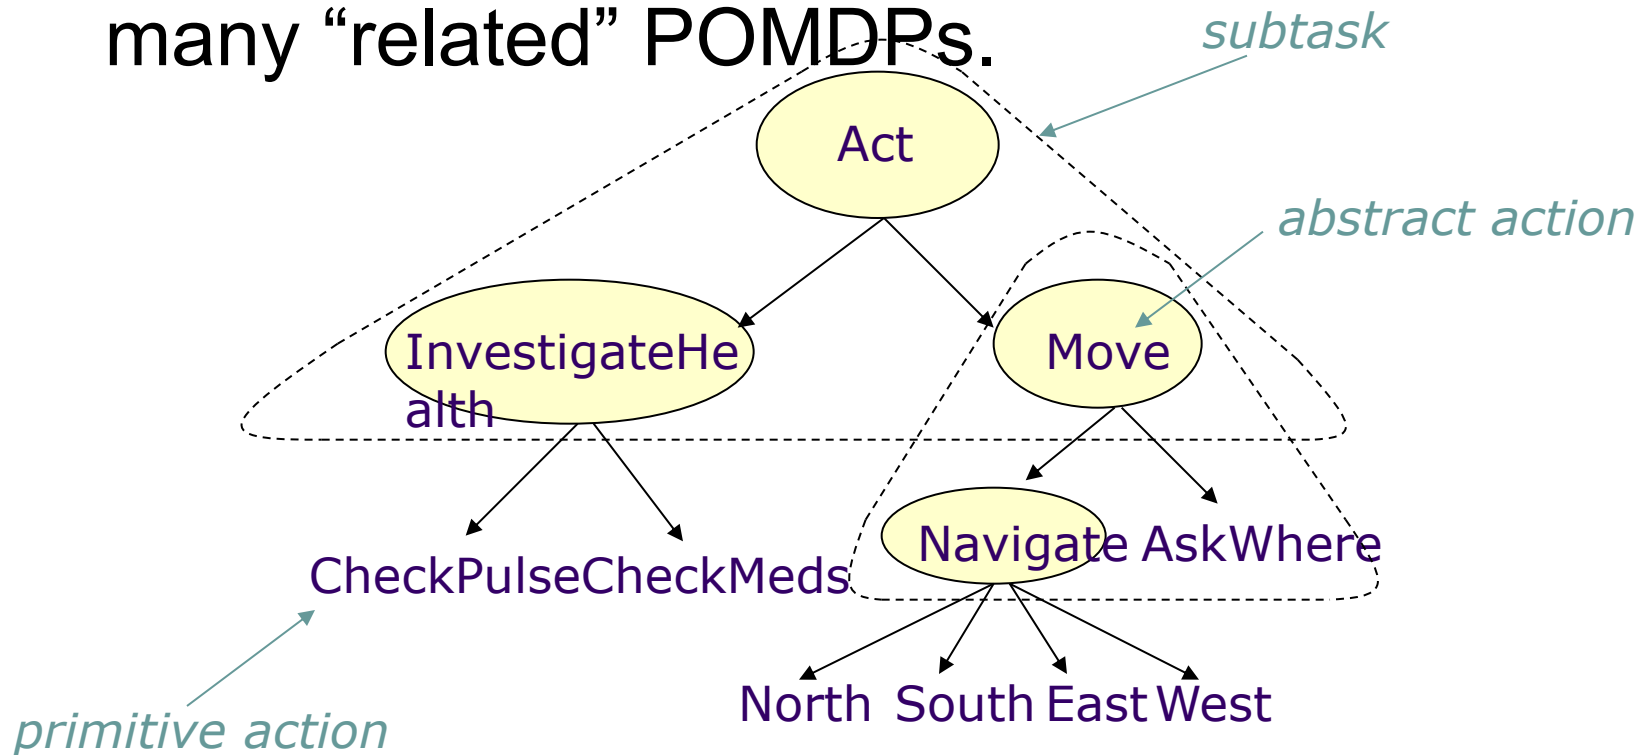 many “related” POMDPs.
subtask
Act
abstract action
InvestigateHe
alth
Move
Navigate AskWhere
CheckPulseCheckMeds
North South East West
primitive action